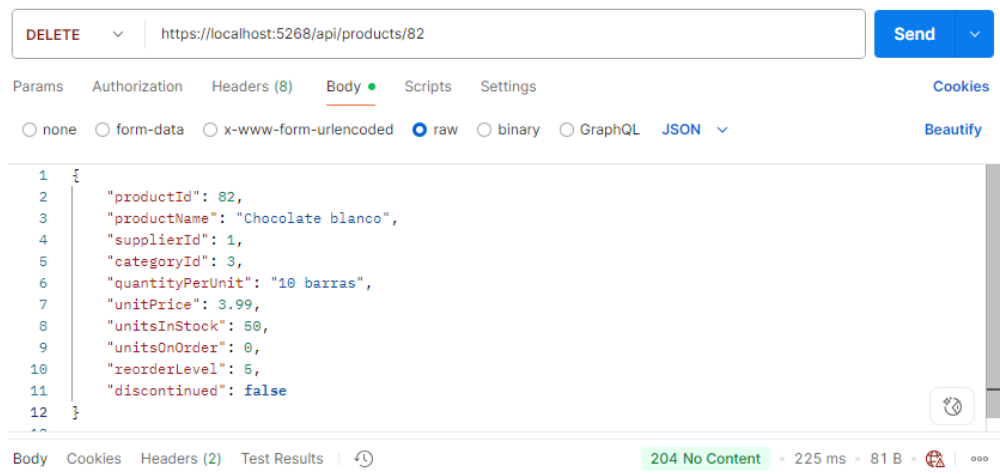 DELETE https://localhost:5268/api/products/82 Send
Params Authorization Headers (8) Body Scripts Settings Cookies
none form-data x-www-form-urlencoded raw binary GraphQL JSON Beautify
1 {
2 "productId": 82,
3 "productName": "Chocolate blanco",
4 "supplierId": 1,
5 "categoryId": 3,
6 "quantityPerUnit": "10 barras",
7 "unitPrice": 3.99,
8 "unitsInStock": 50,
9 "unitsOnOrder": 0,
10 "reorderLevel": 5,
11 "discontinued": false
12 }
Body Cookies Headers (2) Test Results 204 No Content 225 ms 81 B